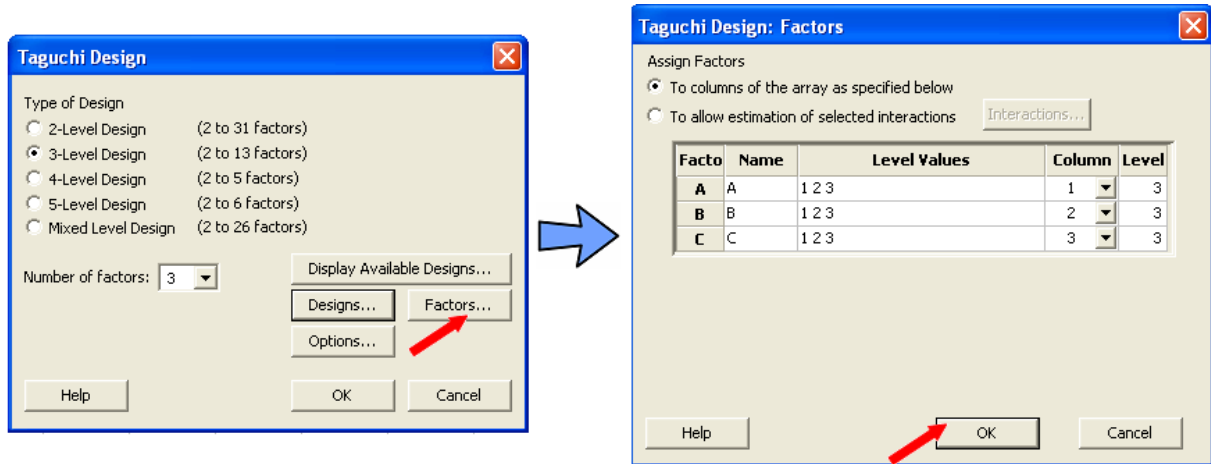 Taguchi Design
Type of Design
2-Level Design (2 to 31 factors)
3-Level Design (2 to 13 factors)
4-Level Design (2 to 5 factors)
5-Level Design (2 to 6 factors)
Mixed Level Design (2 to 26 factors)
Number of factors: 3
Display Available Designs...
Designs... Factors...
Options...
Help OK Cancel
Taguchi Design: Factors
Assign Factors
To columns of the array as specified below
To allow estimation of selected interactions Interactions...
Facto Name Level Values Column Level
A A 1 2 3 1 3
B B 1 2 3 2 3
C C 1 2 3 3 3
Help OK Cancel